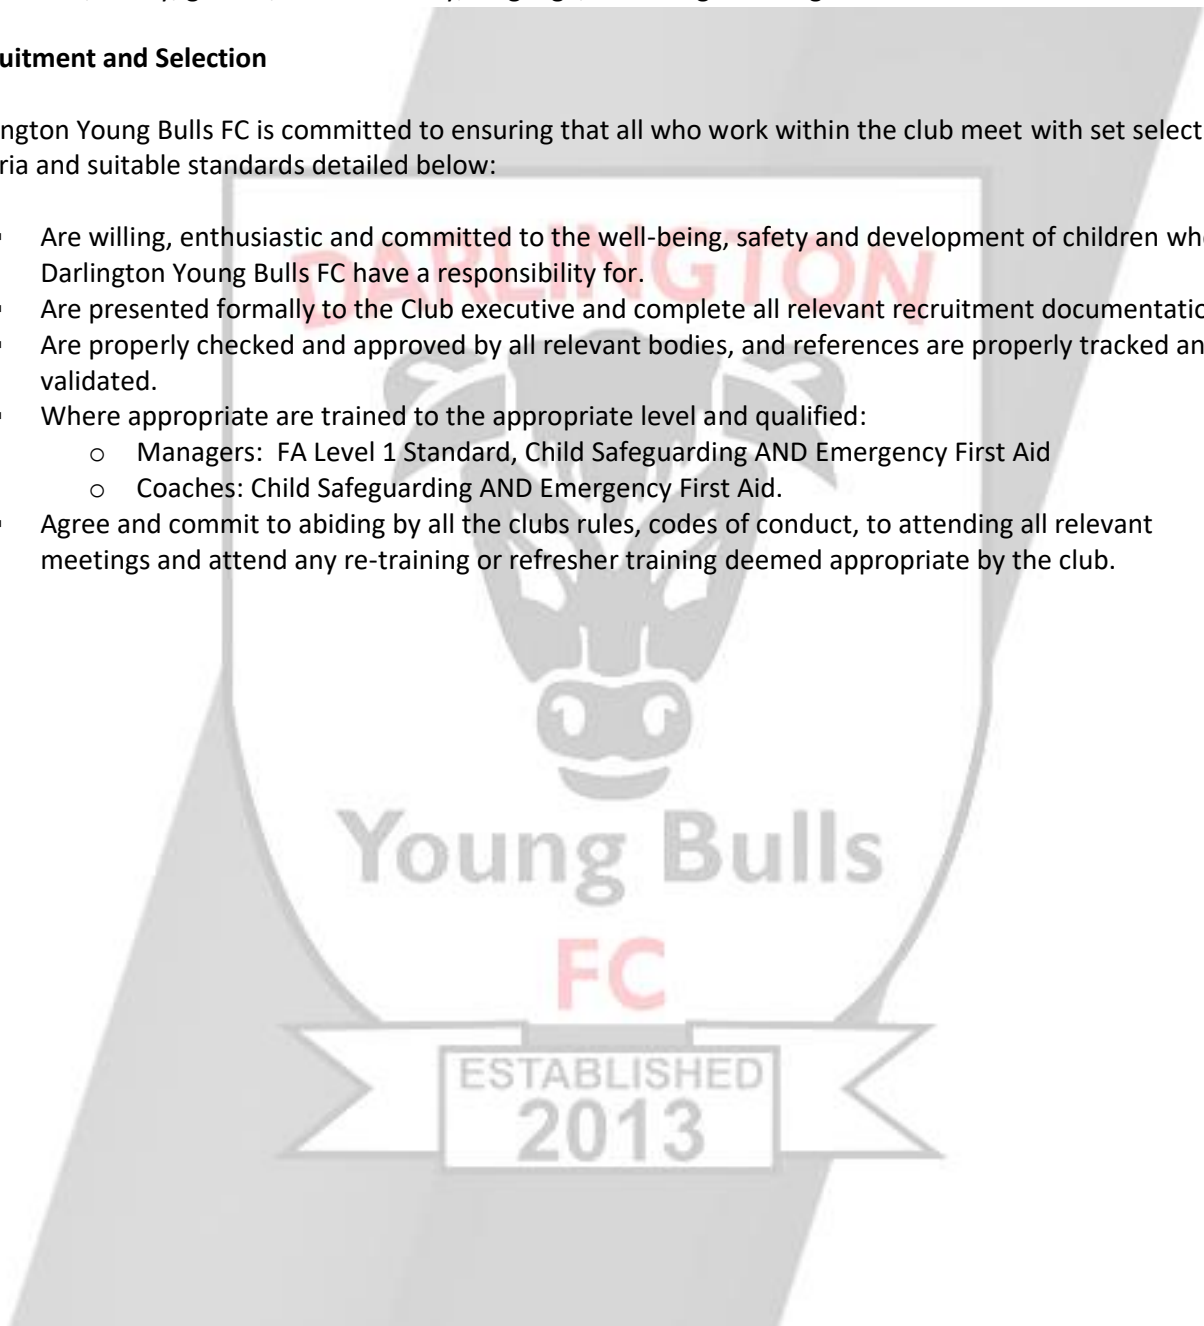 uitment and Selection
ngton Young Bulls FC is committed to ensuring that all who work within the club meet with set select
ria and suitable standards detailed below:
▪ Are willing, enthusiastic and committed to the well-being, safety and development of children wh
Darlington Young Bulls FC have a responsibility for.
▪ Are presented formally to the Club executive and complete all relevant recruitment documentatio
▪ Are properly checked and approved by all relevant bodies, and references are properly tracked an
validated.
▪ Where appropriate are trained to the appropriate level and qualified:
o Managers: FA Level 1 Standard, Child Safeguarding AND Emergency First Aid
o Coaches: Child Safeguarding AND Emergency First Aid.
▪ Agree and commit to abiding by all the clubs rules, codes of conduct, to attending all relevant
meetings and attend any re-training or refresher training deemed appropriate by the club.
DARLINGTON
Young Bulls
FC
ESTABLISHED
2013